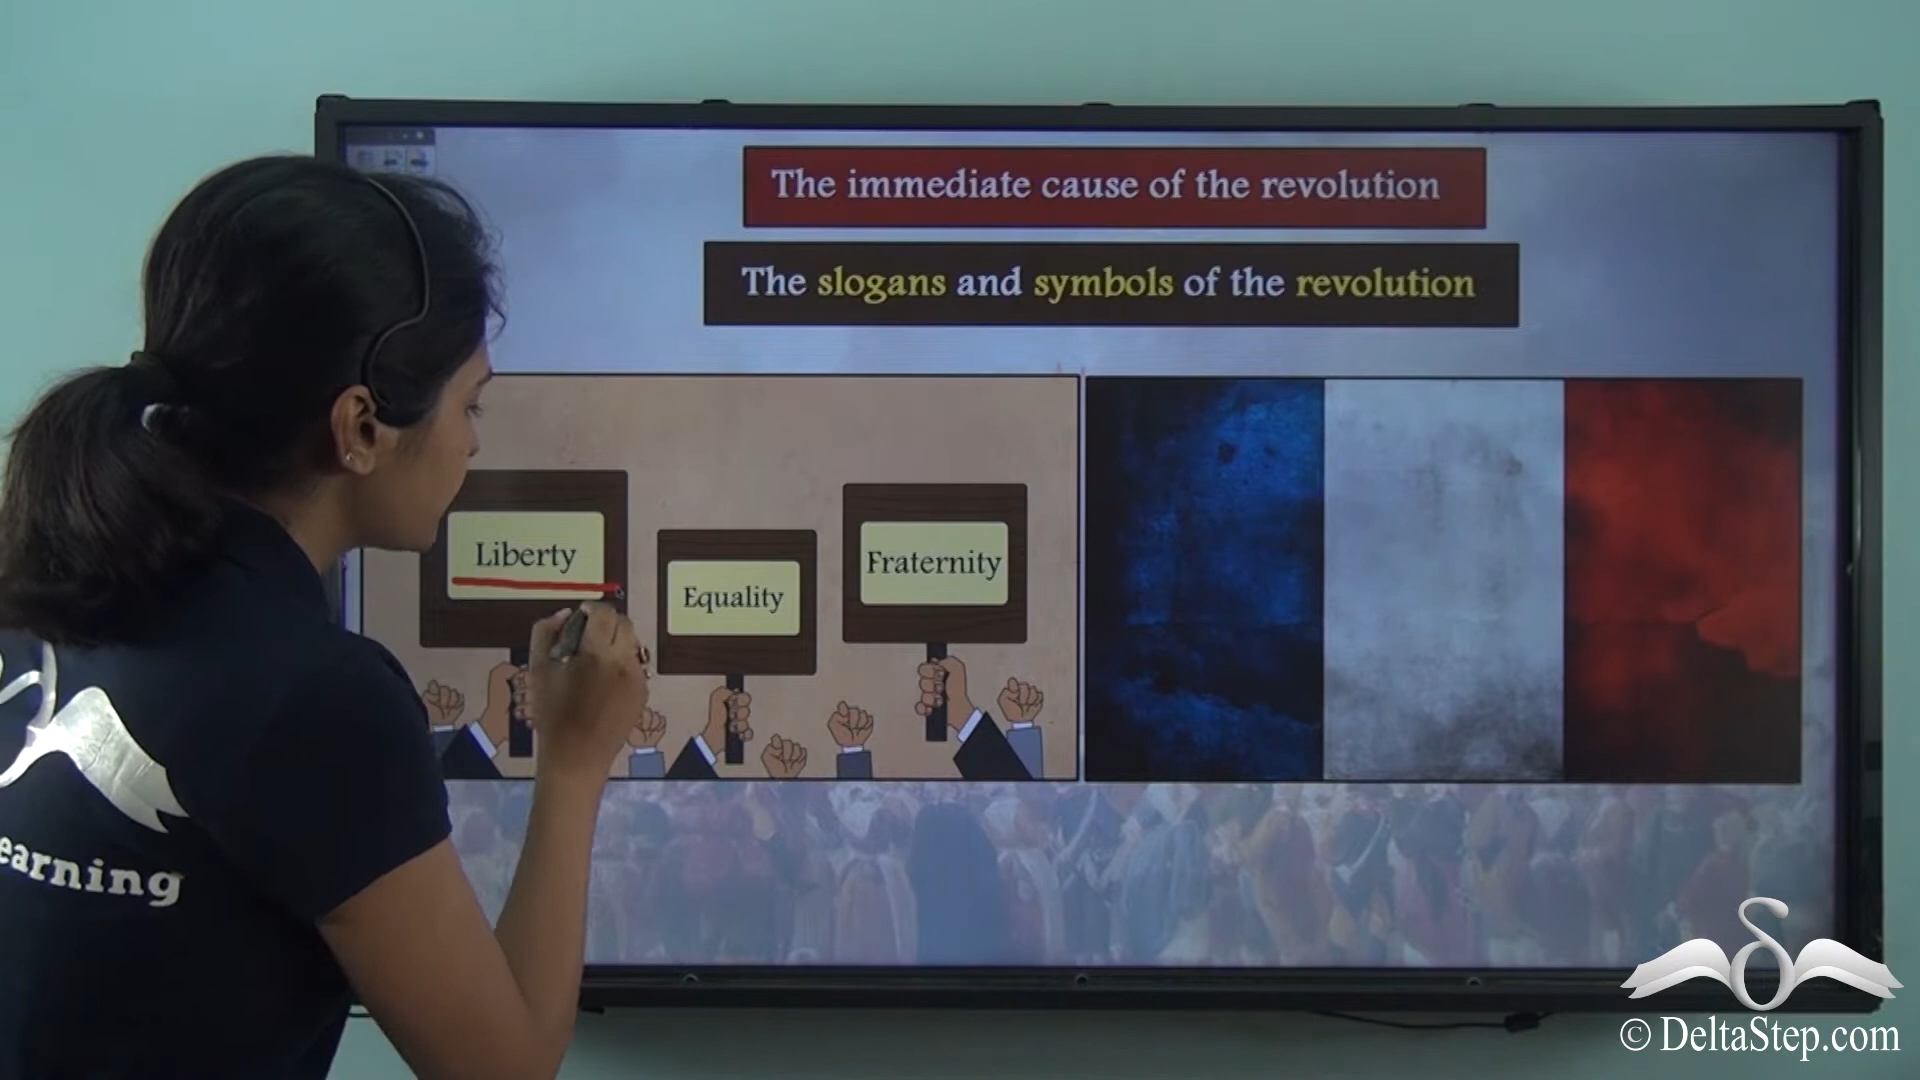 The immediate cause of the revolution
The slogans and symbols of the revolution
Liberty
Equality
Fraternity
earning
© DeltaStep.com